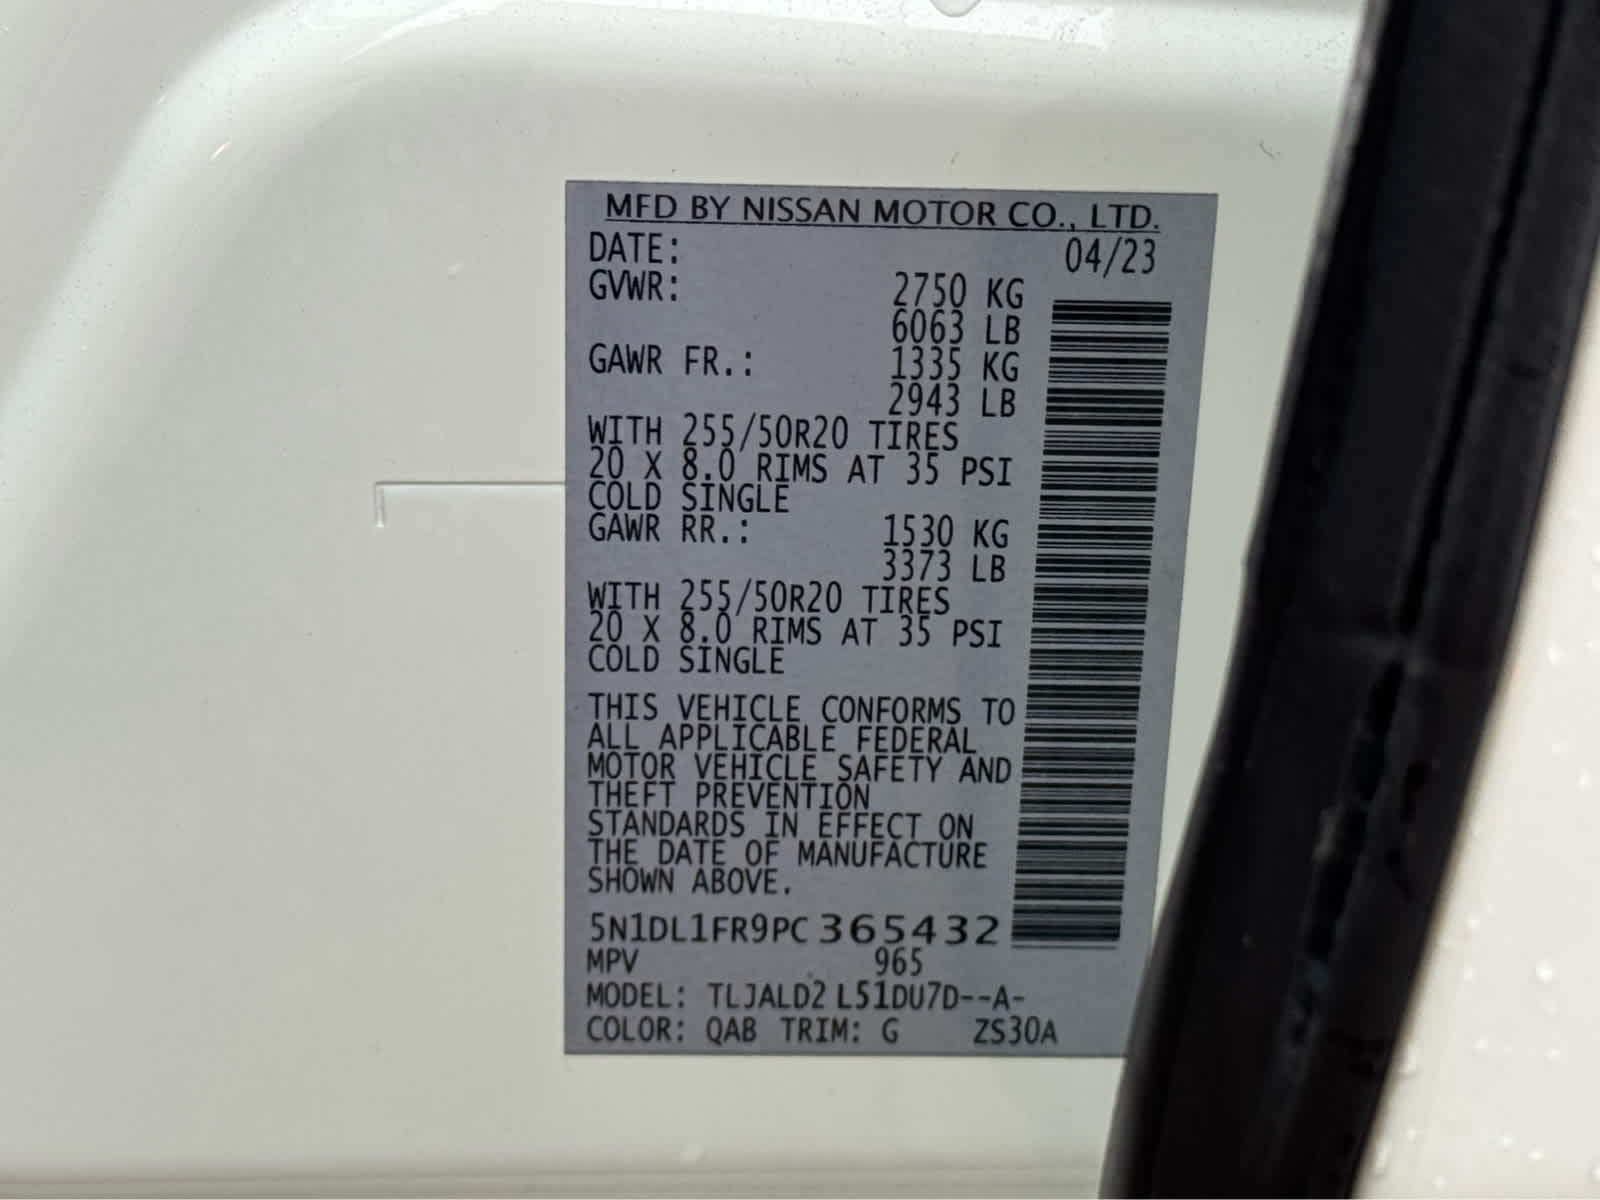 MFD BY NISSAN MOTOR CO., LTD.
DATE: 04/23
GVWR: 2750 KG
6063 LB
GAWR FR.: 1335 KG
2943 LB
WITH 255/50R20 TIRES
20 X 8.0 RIMS AT 35 PSI
COLD SINGLE
GAWR RR.: 1530 KG
3373 LB
WITH 255/50R20 TIRES
20 X 8.0 RIMS AT 35 PSI
COLD SINGLE
THIS VEHICLE CONFORMS TO
ALL APPLICABLE FEDERAL
MOTOR VEHICLE SAFETY AND
THEFT PREVENTION
STANDARDS IN EFFECT ON
THE DATE OF MANUFACTURE
SHOWN ABOVE.
5N1DL1FR9PC365432
MPV 965
MODEL: TLJALD2 L51DU7D--A-
COLOR: QAB TRIM: G ZS30A